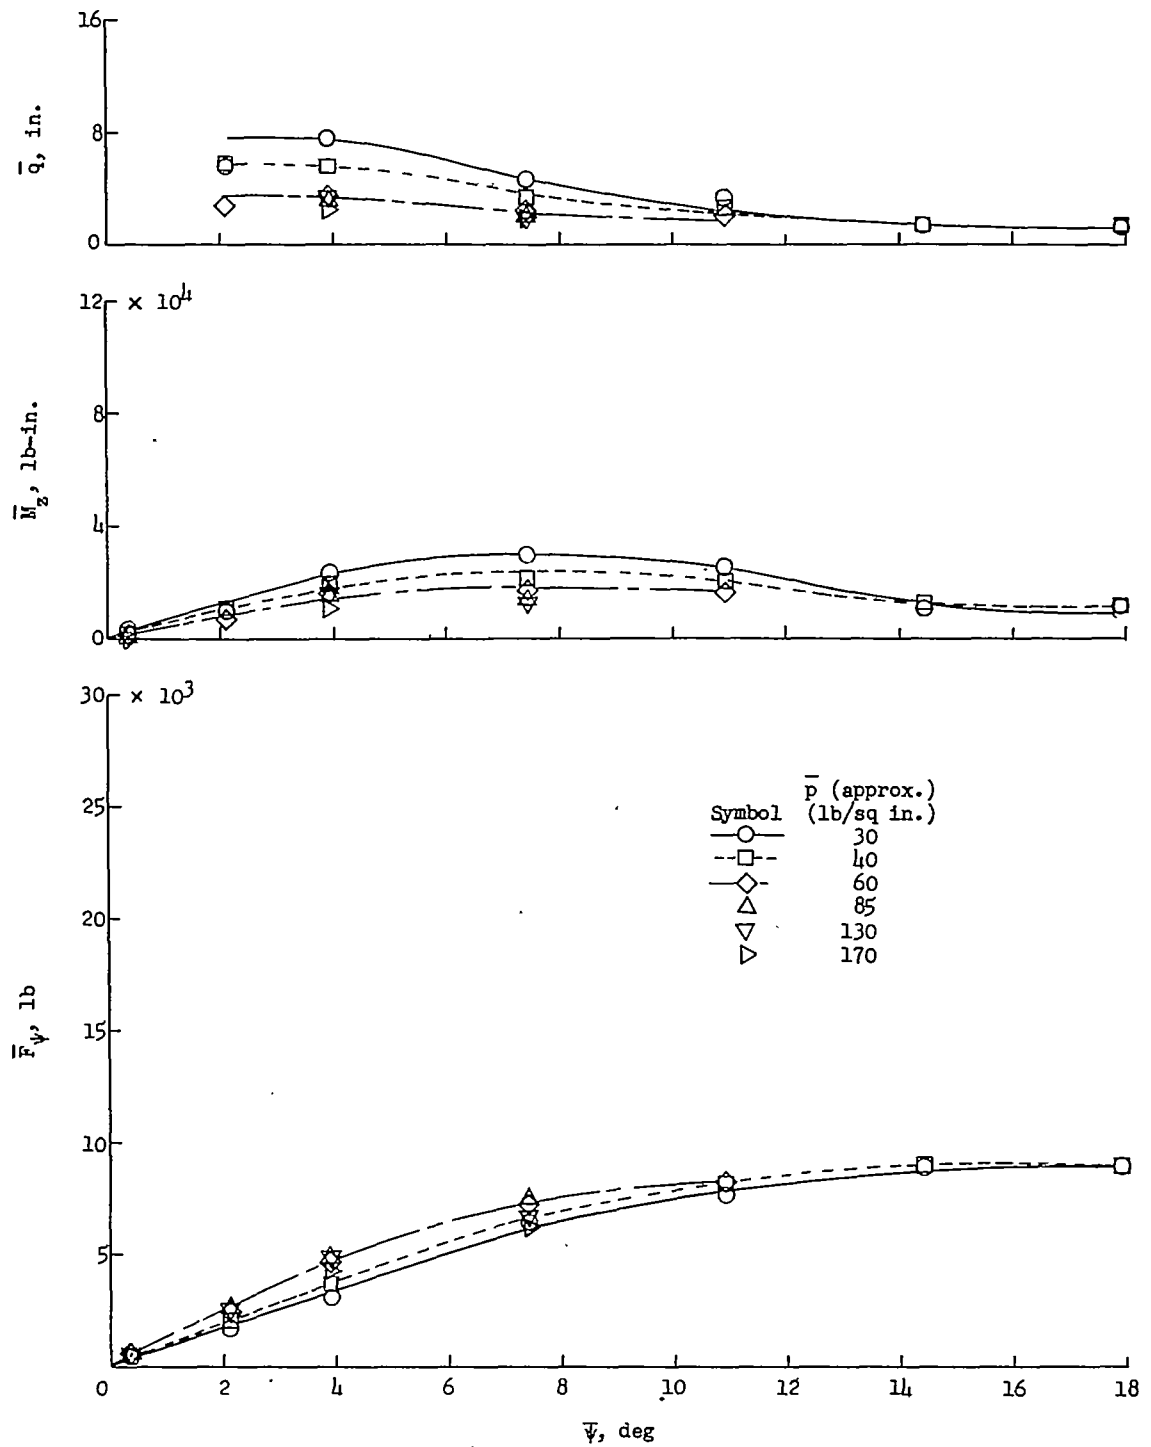 16
q̄, in.
8
0
12 × 10⁴
8
M̄z, lb-in.
4
0
30 × 10³
p̄ (approx.)
Symbol (lb/sq in.)
30
40
60
85
130
170
25
20
F̄ψ, lb
15
10
5
0 2 4 6 8 10 12 14 16 18
ψ̄, deg